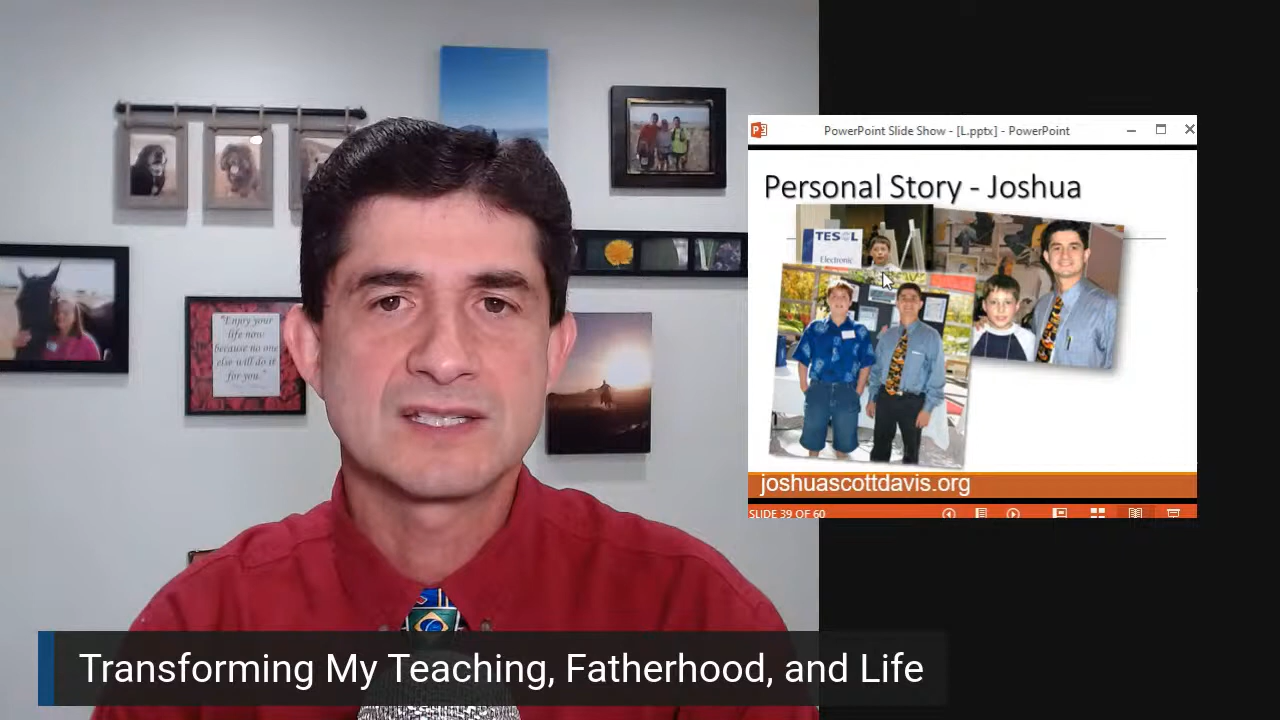 "Enjoy your
life now
because no one
else will do it
for you."
PowerPoint Slide Show - [L.pptx] - PowerPoint
Personal Story - Joshua
TESOL
Electronic
joshuascottdavis.org
SLIDE 39 OF 60
Transforming My Teaching, Fatherhood, and Life